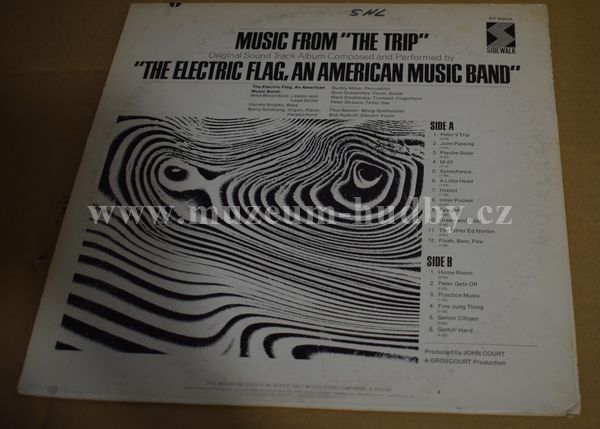 SNL
SIDEWALK
MUSIC FROM "THE TRIP"
Original Sound Track Album Composed and Performed by
"THE ELECTRIC FLAG, AN AMERICAN MUSIC BAND"
The Electric Flag, An American
Music Band:
Mike Bloomfield: Leader and
Lead Guitar
Harvey Brooks: Bass
Barry Goldberg: Organ, Piano,
Harpsichord
Buddy Miles: Percussion
Nick Gravenites: Vocal, Guitar
Marx Doubleday: Trumpet, Flugelhorn
Peter Strazza: Tenor Sax
Paul Beaver: Moog Synthesizer
Bob Notkoff: Electric Violin
SIDE A
1. Peter's Trip
2. Joint Passing
3. Psyche Soap
4. M-23
5. Synesthesia
6. A Little Head
7. Hobbit
8. Inner Pocket
11. The Other Ed Norton
12. Flash, Bam, Pow
SIDE B
1. Home Room
2. Peter Gets Off
3. Practice Music
4. Fine Jung Thing
5. Senior Citizen
6. Gettin' Hard
Produced by JOHN COURT
A GROSCOURT Production
www.muzeum-hudby.cz